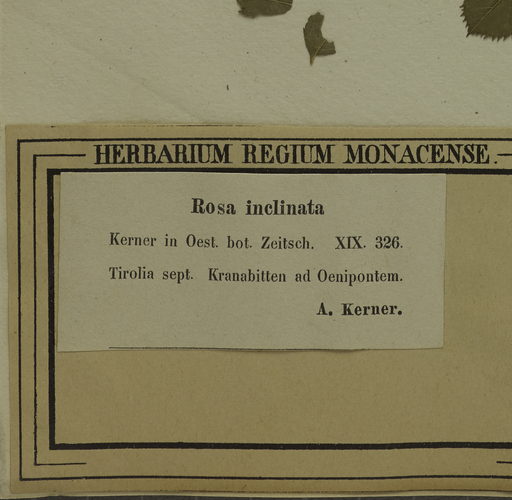 HERBARIUM REGIUM MONACENSE.
Rosa inclinata
Kerner in Oest. bot. Zeitsch. XIX. 326.
Tirolia sept. Kranabitten ad Oenipontem.
A. Kerner.